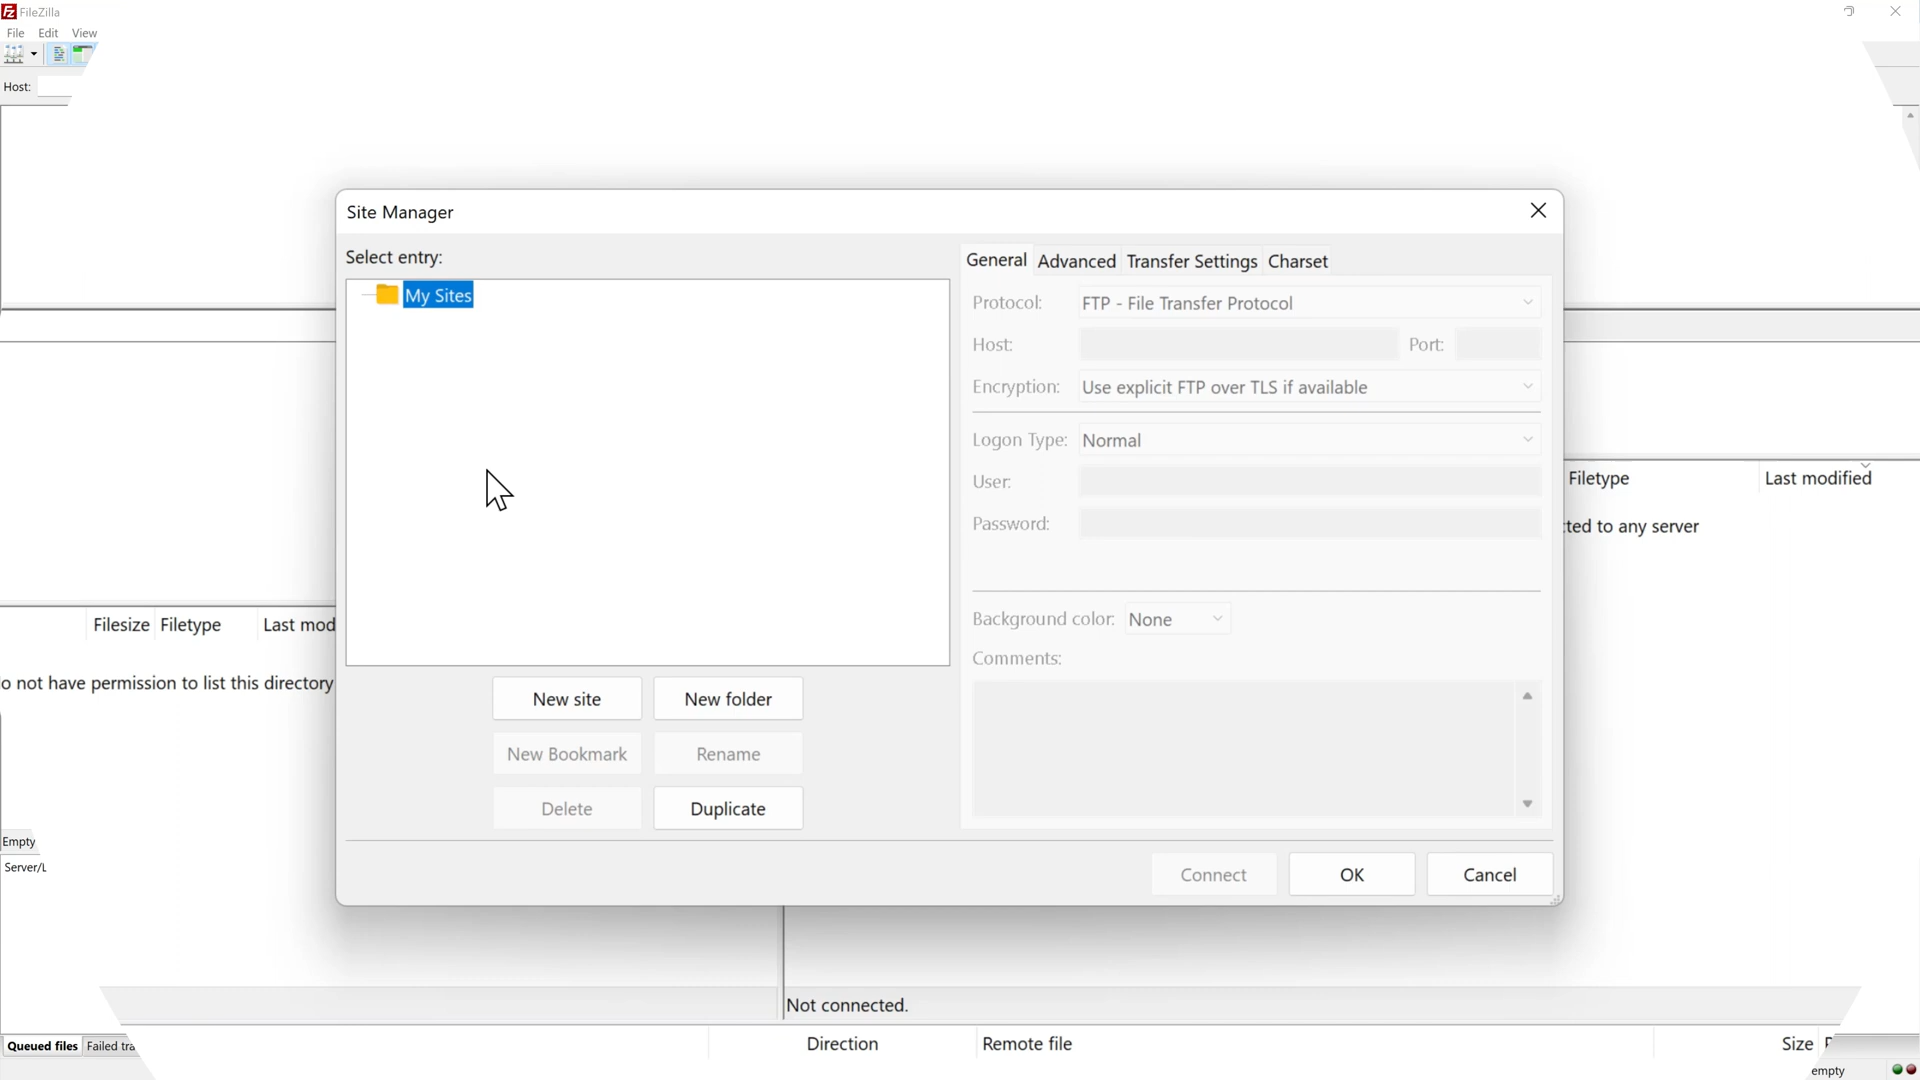 FileZilla
File Edit View
Host:
Site Manager
Select entry:
My Sites
General Advanced Transfer Settings Charset
Protocol: FTP - File Transfer Protocol
Host: Port:
Encryption: Use explicit FTP over TLS if available
Logon Type: Normal
User:
Password:
Background color: None
Comments:
New site New folder
New Bookmark Rename
Delete Duplicate
Connect OK Cancel
Filetype Last modified
ted to any server
Filesize Filetype Last mod
o not have permission to list this directory
Empty
Server/L
Not connected.
Direction Remote file Size
Queued files Failed tra
empty